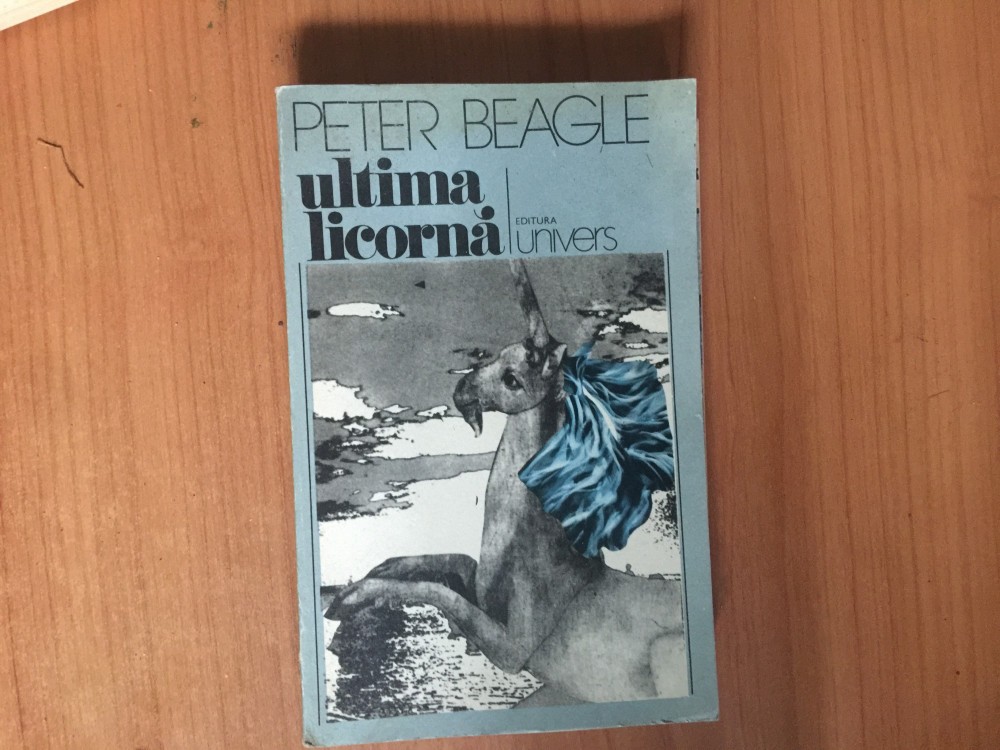 PETER BEAGLE
ultima
licornă
EDITURA
univers